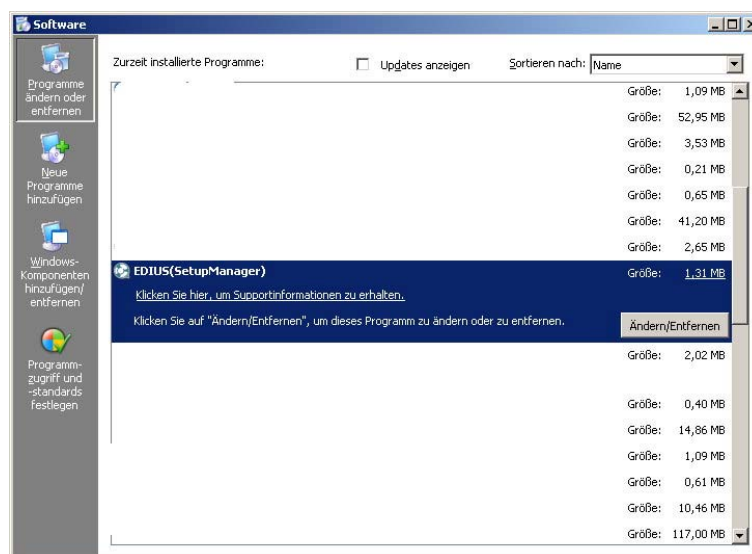 Software
Programme
ändern oder
entfernen
Neue
Programme
hinzufügen
Windows-
Komponenten
hinzufügen/
entfernen
Programm-
zugriff und
-standards
festlegen
Zurzeit installierte Programme:
Updates anzeigen
Sortieren nach: Name
Größe: 1,09 MB
Größe: 52,95 MB
Größe: 3,53 MB
Größe: 0,21 MB
Größe: 0,65 MB
Größe: 41,20 MB
Größe: 2,65 MB
EDIUS(SetupManager) Größe: 1,31 MB
Klicken Sie hier, um Supportinformationen zu erhalten.
Klicken Sie auf "Ändern/Entfernen", um dieses Programm zu ändern oder zu entfernen.
Ändern/Entfernen
Größe: 2,02 MB
Größe: 0,40 MB
Größe: 14,86 MB
Größe: 1,09 MB
Größe: 0,61 MB
Größe: 10,46 MB
Größe: 117,00 MB